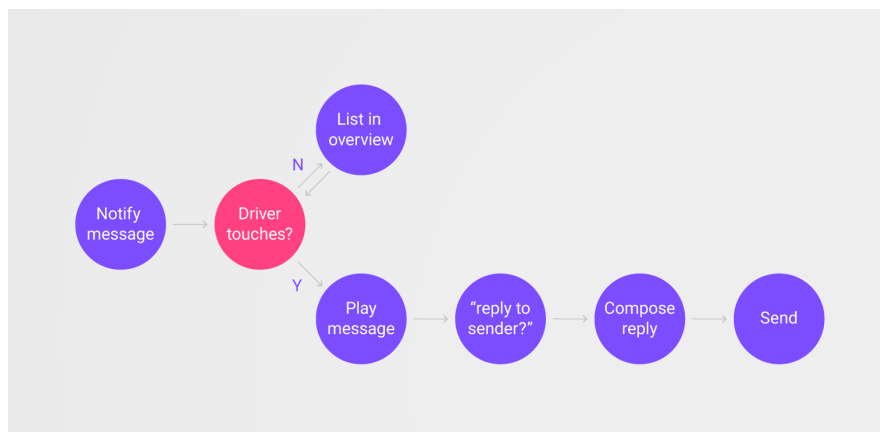 List in
overview
N
Notify
message
Driver
touches?
Y
Play
message
“reply to
sender?”
Compose
reply
Send